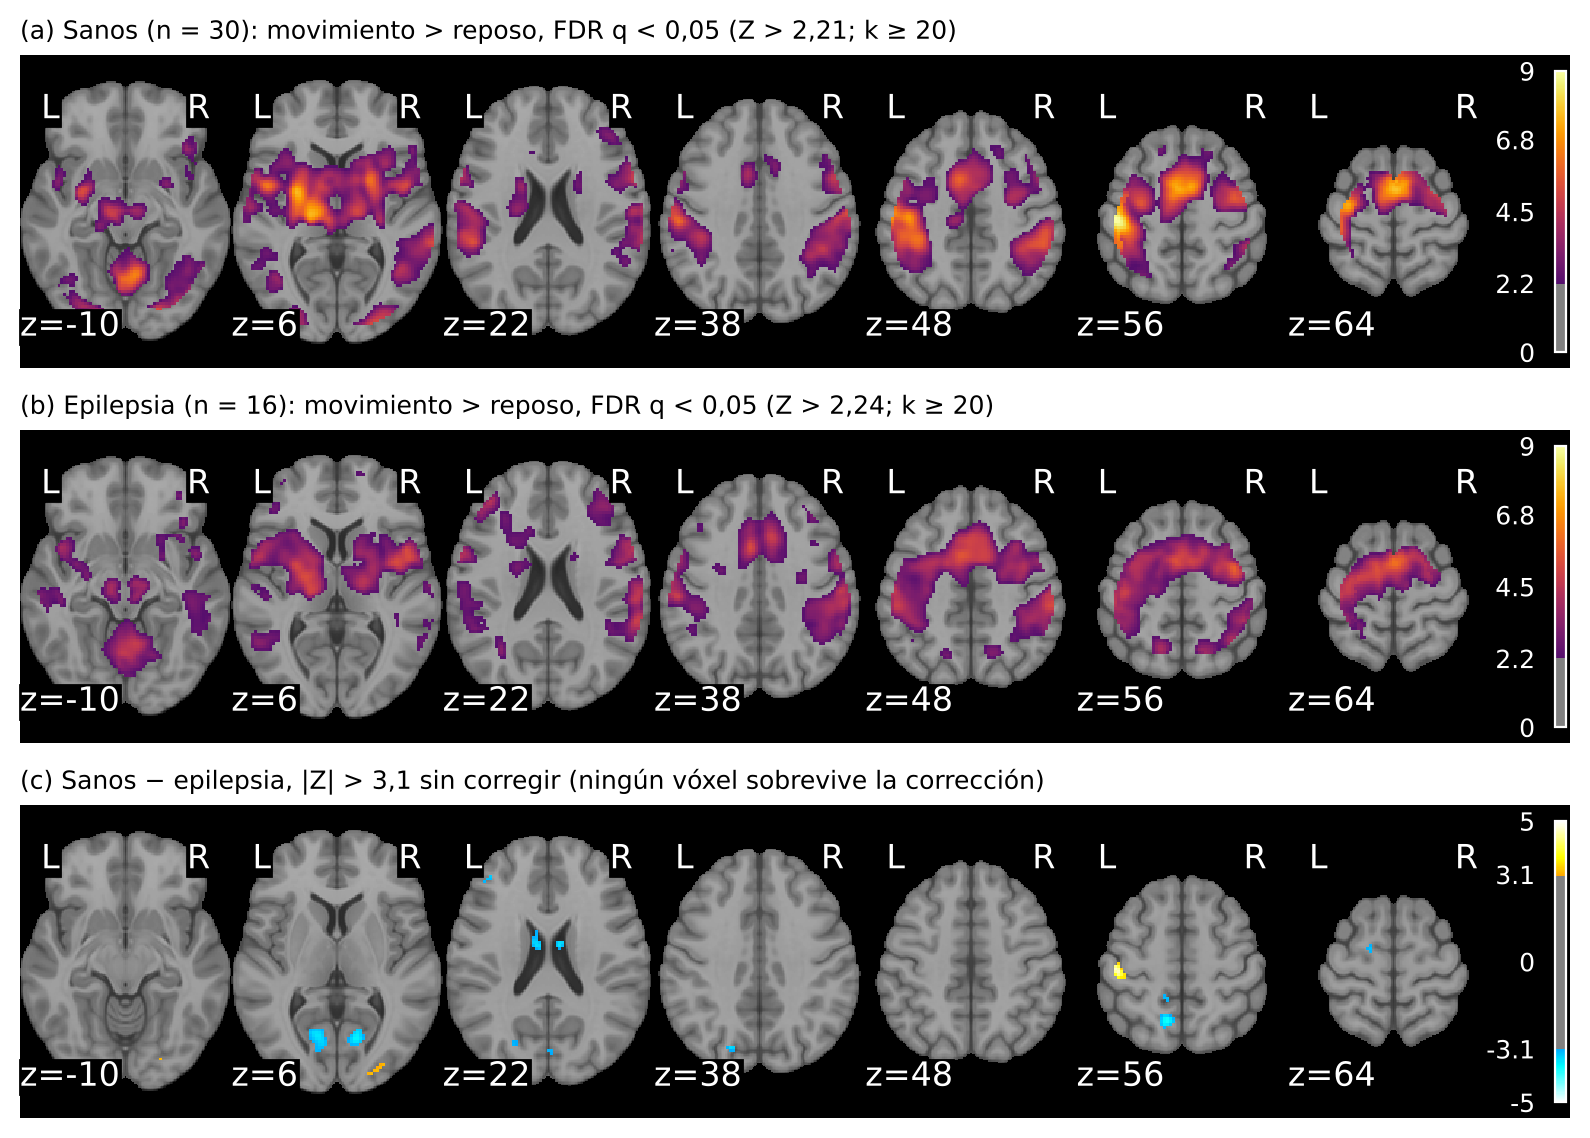 (a) Sanos (n = 30): movimiento > reposo, FDR q < 0,05 (Z > 2,21; k ≥ 20)
L R L R L R L R L R L R L R
9
6.8
4.5
2.2
0
z=-10 z=6 z=22 z=38 z=48 z=56 z=64
(b) Epilepsia (n = 16): movimiento > reposo, FDR q < 0,05 (Z > 2,24; k ≥ 20)
L R L R L R L R L R L R L R
9
6.8
4.5
2.2
0
z=-10 z=6 z=22 z=38 z=48 z=56 z=64
(c) Sanos − epilepsia, |Z| > 3,1 sin corregir (ningún vóxel sobrevive la corrección)
L R L R L R L R L R L R L R
5
3.1
0
-3.1
-5
z=-10 z=6 z=22 z=38 z=48 z=56 z=64